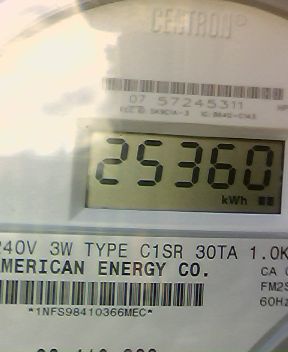 CENTRON®
07 57245311
25360
kWh
240V 3W TYPE C1SR 30TA 1.0K
AMERICAN ENERGY CO.
CA
FM2S
60Hz
*1NFS98410366MEC*